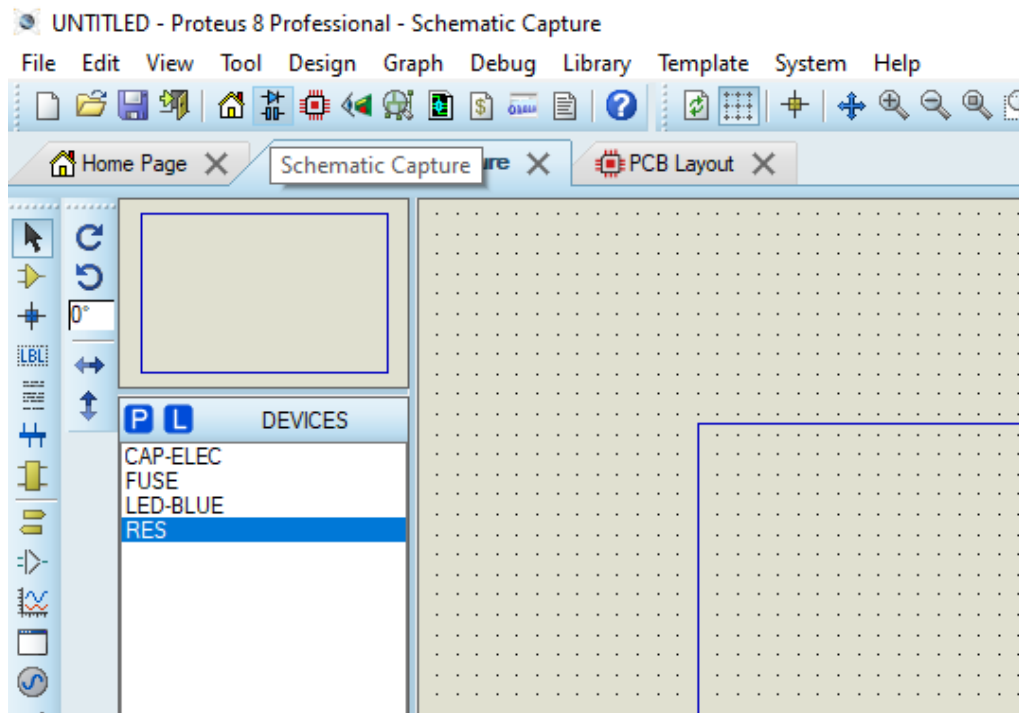 UNTITLED - Proteus 8 Professional - Schematic Capture
File Edit View Tool Design Graph Debug Library Template System Help
$
?
Home Page Schematic Capture PCB Layout
0°
LBL
P L DEVICES
CAP-ELEC
FUSE
LED-BLUE
RES